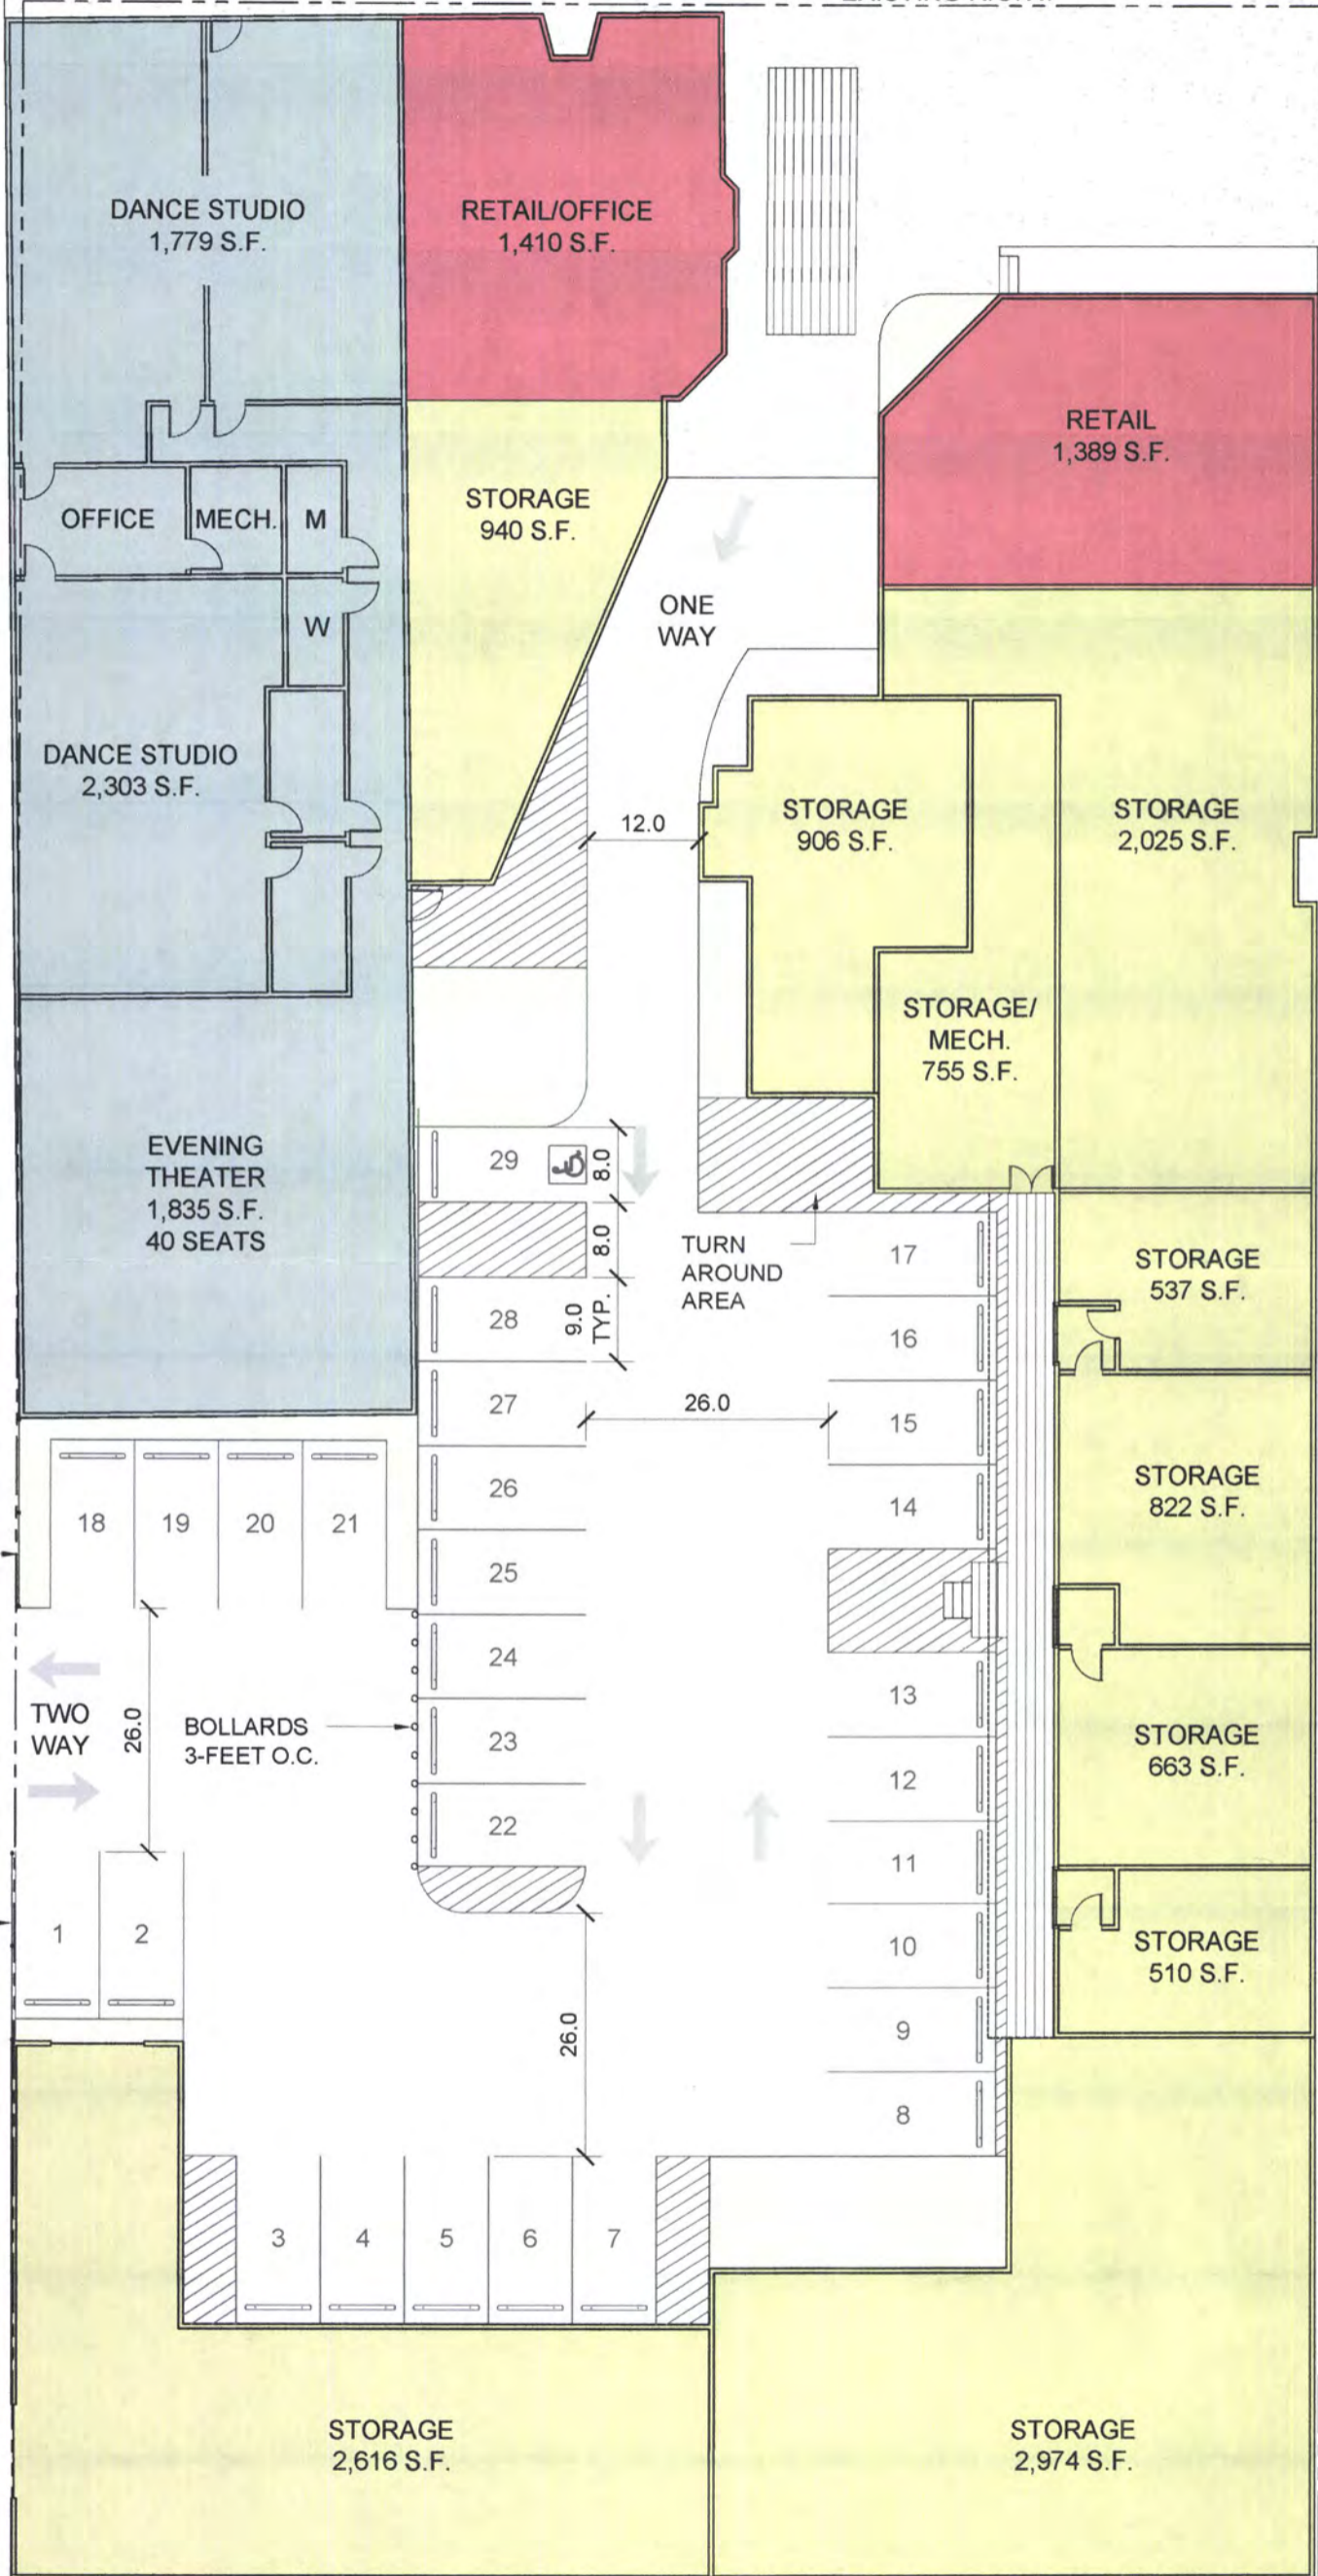 DANCE STUDIO
1,779 S.F.
RETAIL/OFFICE
1,410 S.F.
RETAIL
1,389 S.F.
OFFICE
MECH.
M
STORAGE
940 S.F.
ONE
WAY
W
DANCE STUDIO
2,303 S.F.
12.0
STORAGE
906 S.F.
STORAGE
2,025 S.F.
STORAGE/
MECH.
755 S.F.
EVENING
THEATER
1,835 S.F.
40 SEATS
29
8.0
8.0
28
9.0
TYP.
TURN
AROUND
AREA
17
STORAGE
537 S.F.
16
27
26.0
15
26
14
STORAGE
822 S.F.
18
19
20
21
25
24
TWO
WAY
26.0
BOLLARDS
3-FEET O.C.
23
22
13
12
STORAGE
663 S.F.
11
1
2
10
STORAGE
510 S.F.
26.0
9
8
3
4
5
6
7
STORAGE
2,616 S.F.
STORAGE
2,974 S.F.